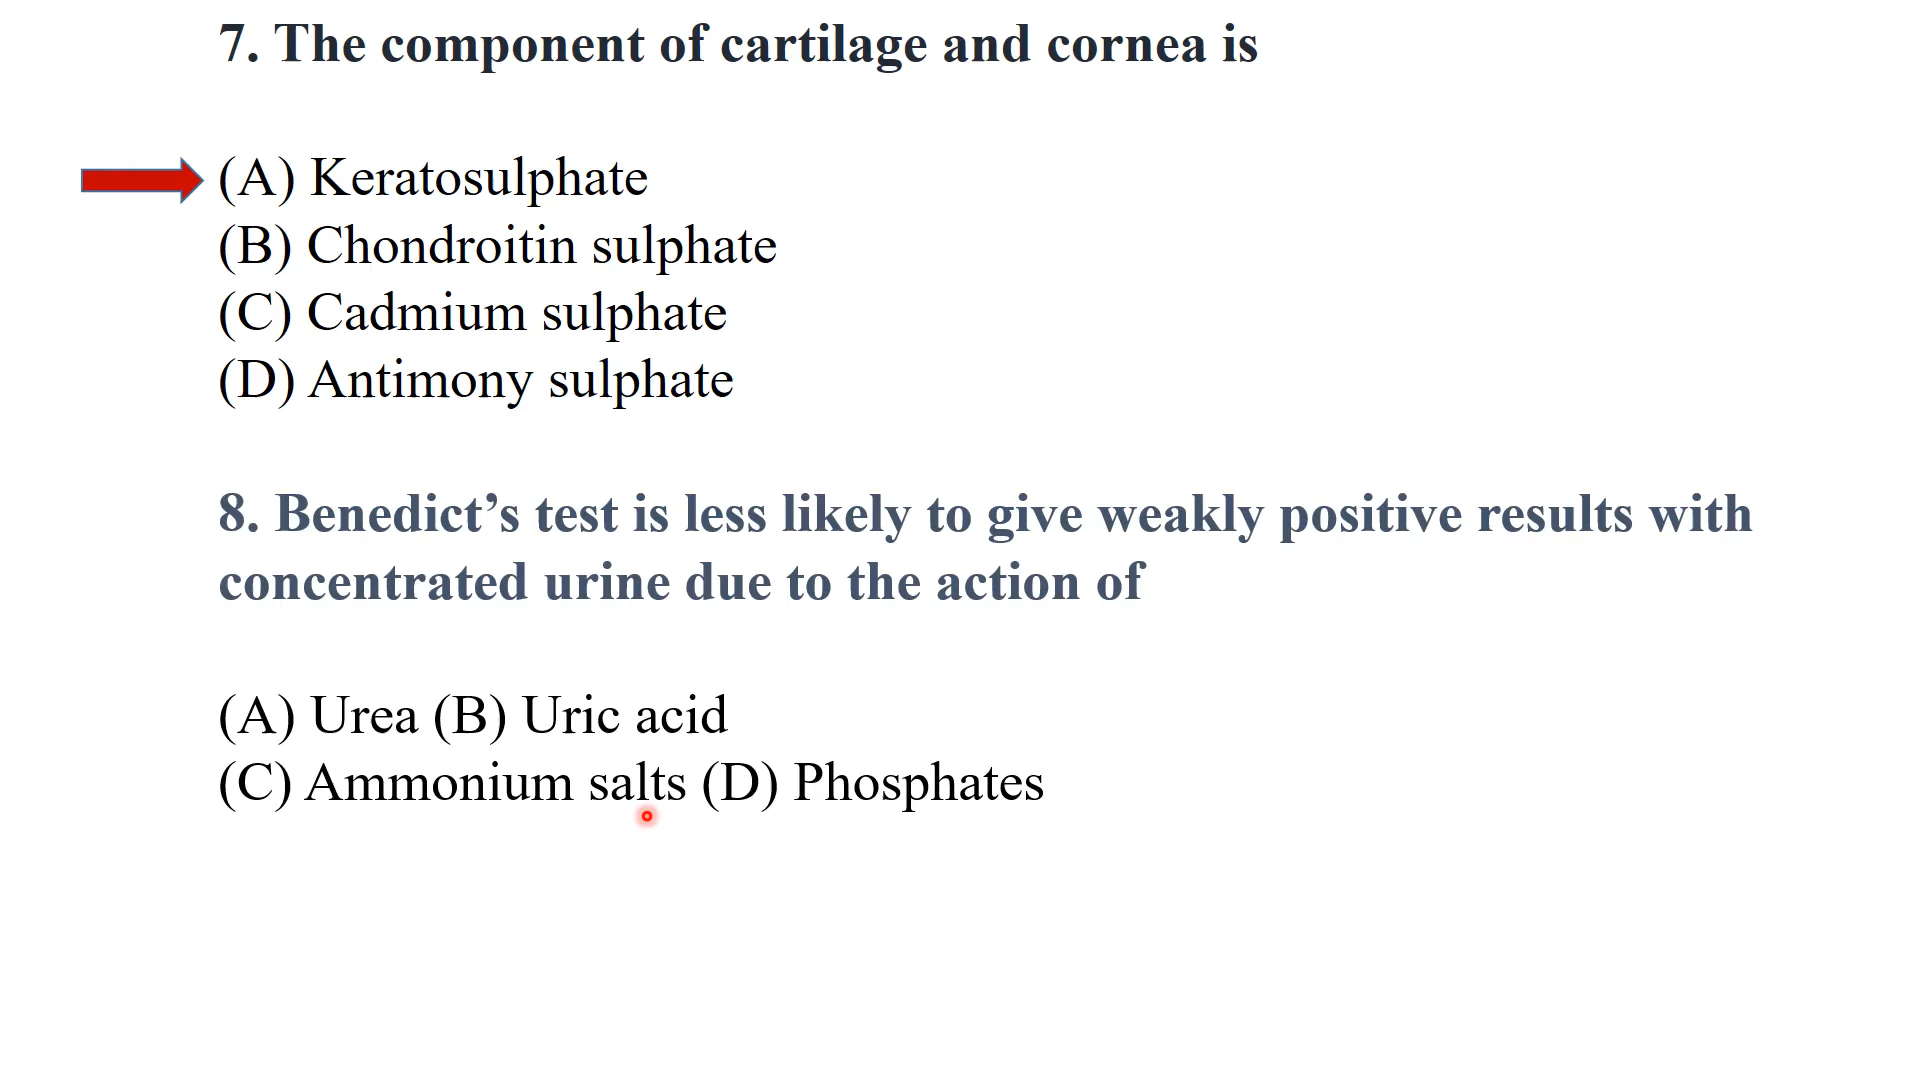 7. The component of cartilage and cornea is
(A) Keratosulphate
(B) Chondroitin sulphate
(C) Cadmium sulphate
(D) Antimony sulphate
8. Benedict’s test is less likely to give weakly positive results with
concentrated urine due to the action of
(A) Urea (B) Uric acid
(C) Ammonium salts (D) Phosphates